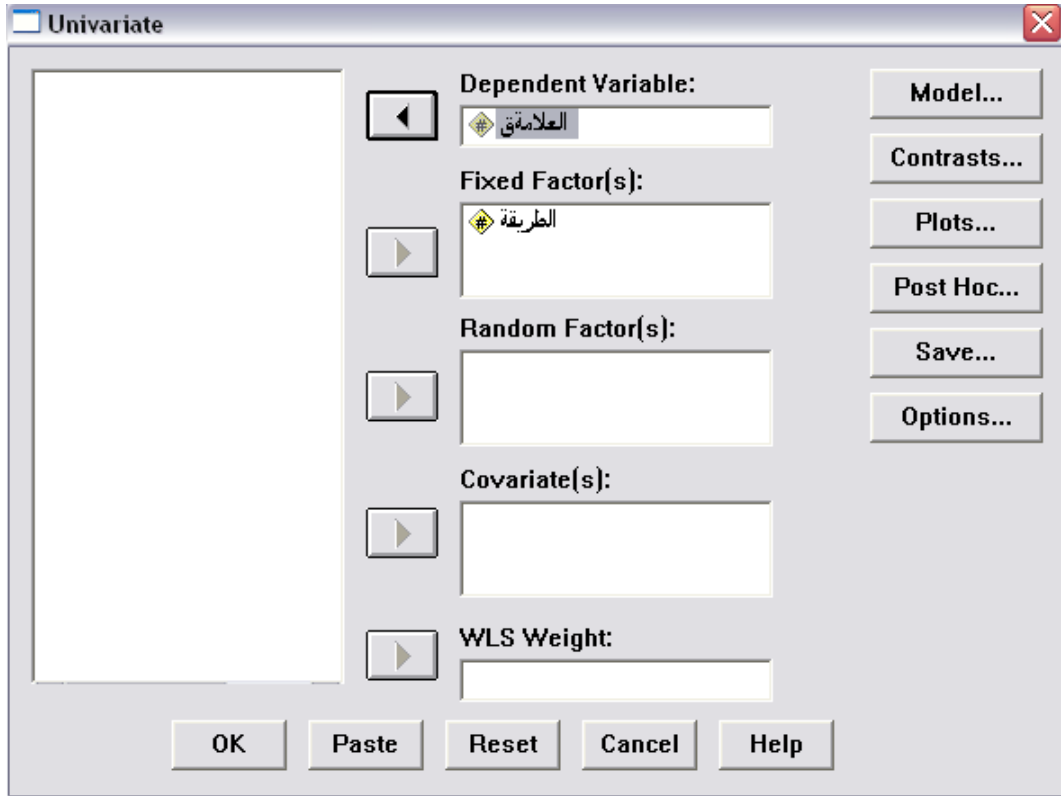 Univariate
Dependent Variable:
العلامةق
Fixed Factor(s):
الطريقة
Random Factor(s):
Covariate(s):
WLS Weight:
Model...
Contrasts...
Plots...
Post Hoc...
Save...
Options...
OK
Paste
Reset
Cancel
Help